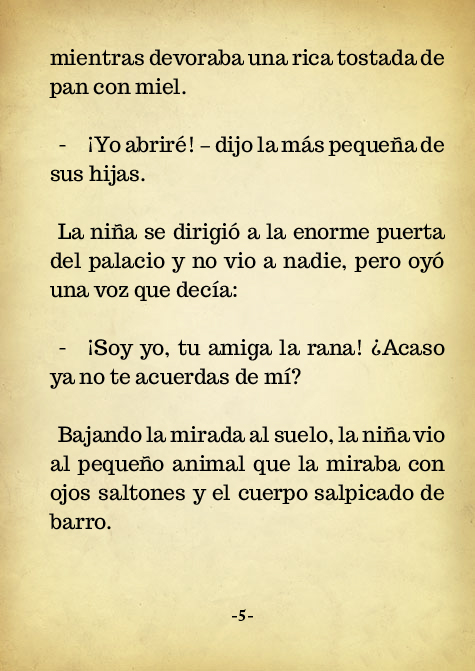 mientras devoraba una rica tostada de
pan con miel.
- ¡Yo abriré! – dijo la más pequeña de
sus hijas.
La niña se dirigió a la enorme puerta
del palacio y no vio a nadie, pero oyó
una voz que decía:
- ¡Soy yo, tu amiga la rana! ¿Acaso
ya no te acuerdas de mí?
Bajando la mirada al suelo, la niña vio
al pequeño animal que la miraba con
ojos saltones y el cuerpo salpicado de
barro.
-5-